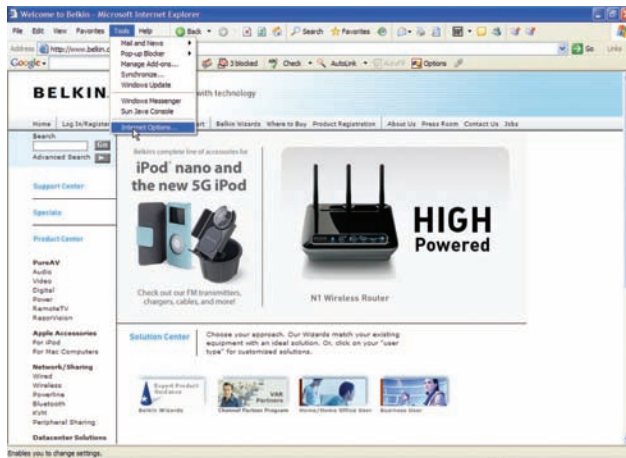 Welcome to Belkin - Microsoft Internet Explorer
File Edit View Favorites Tools Help Back Search Favorites
Address http://www.belkin.c Go Links
Mail and News
Pop-up Blocker
Manage Add-ons...
Synchronize...
Windows Update
Windows Messenger
Sun Java Console
Internet Options...
Google 3 blocked Check AutoLink AutoFill Options
BELKIN. with technology
Home Log In/Register rt Belkin Wizards Where to Buy Product Registration About Us Press Room Contact Us Jobs
Search
Go
Advanced Search
Support Center
Specials
Product Center
PureAV
Audio
Video
Digital
Power
RemoteTV
RazorVision
Apple Accessories
For iPod
For Mac Computers
Network/Sharing
Wired
Wireless
Powerline
Bluetooth
KVM
Peripheral Sharing
Datacenter Solutions
Belkin's complete line of accessories for
iPod nano and
the new 5G iPod
Check out our FM transmitters,
chargers, cables, and more!
HIGH
Powered
N1 Wireless Router
Solution Center
Choose your approach. Our Wizards match your existing
equipment with an ideal solution. Or, click on your "user
type" for customized solutions.
Expert Product
Guidance
Belkin Wizards
VAR
Partners
Channel Partner Program
Home/Home Office User
Business User
Enables you to change settings.